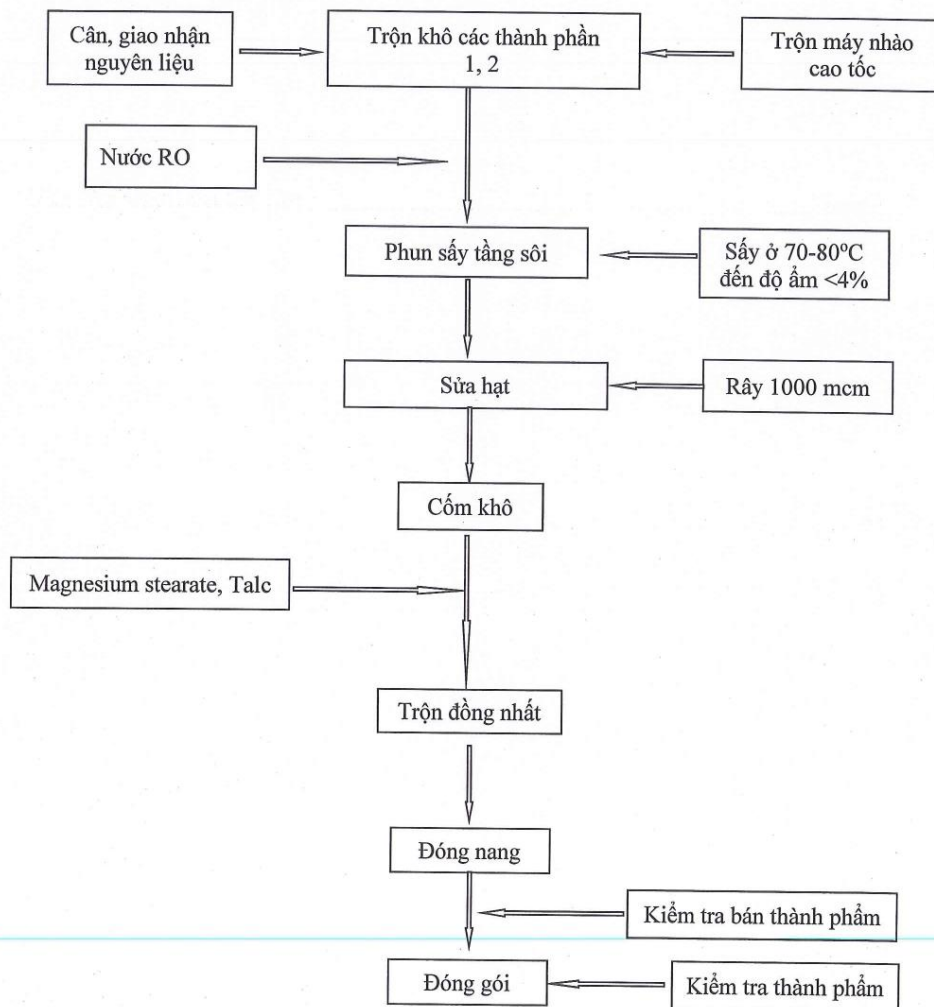 Cân, giao nhận
nguyên liệu
Trộn khô các thành phần
1, 2
Trộn máy nhào
cao tốc
Nước RO
Phun sấy tầng sôi
Sấy ở 70-80°C
đến độ ẩm <4%
Sửa hạt
Rây 1000 mcm
Cốm khô
Magnesium stearate, Talc
Trộn đồng nhất
Đóng nang
Kiểm tra bán thành phẩm
Đóng gói
Kiểm tra thành phẩm